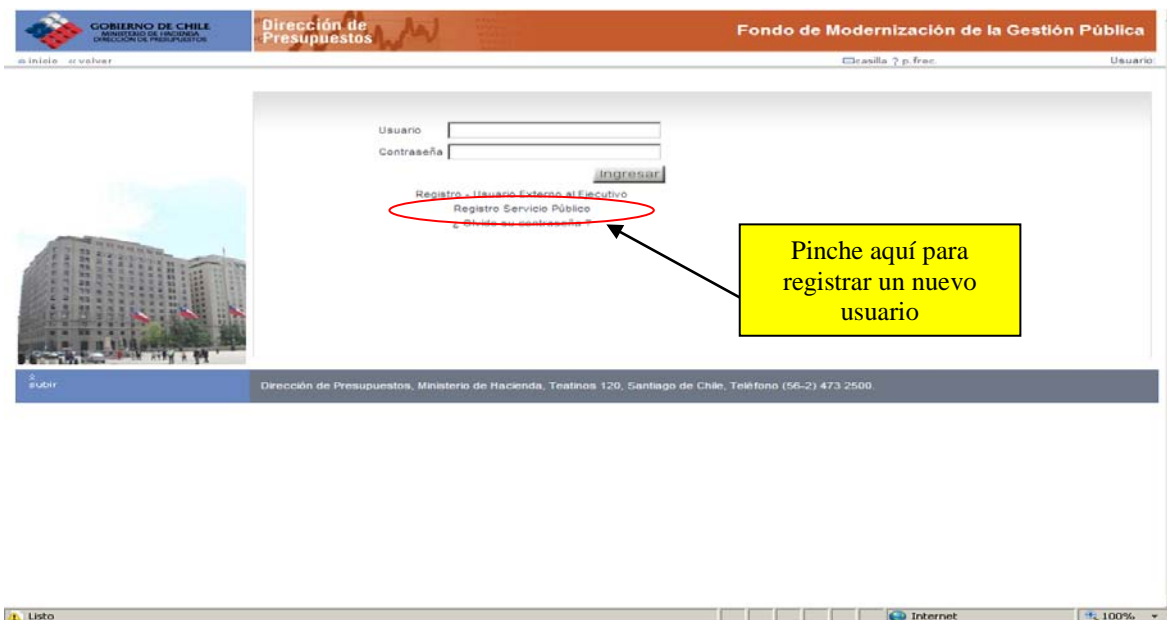 GOBIERNO DE CHILE
MINISTERIO DE HACIENDA
DIRECCIÓN DE PRESUPUESTOS
Dirección de
Presupuestos
Fondo de Modernización de la Gestión Pública
inicio volver
casilla ? p.frec.
Usuario:
Usuario
Contraseña
Ingresar
Registro - Usuario Externo al Ejecutivo
Registro Servicio Público
¿ Olvido su contraseña ?
Pinche aquí para
registrar un nuevo
usuario
subir
Dirección de Presupuestos, Ministerio de Hacienda, Teatinos 120, Santiago de Chile, Teléfono (56-2) 473 2500.
Listo
Internet
100%